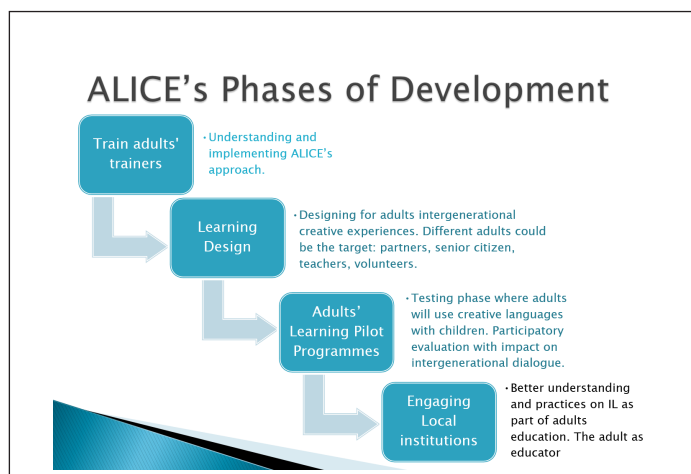 ALICE's Phases of Development
Train adults'
trainers
•Understanding and
implementing ALICE's
approach.
Learning
Design
•Designing for adults intergenerational
creative experiences. Different adults could
be the target: partners, senior citizen,
teachers, volunteers.
Adults'
Learning Pilot
Programmes
•Testing phase where adults
will use creative languages
with children. Participatory
evaluation with impact on
intergenerational dialogue.
Engaging
Local
institutions
•Better understanding
and practices on IL as
part of adults
education. The adult as
educator